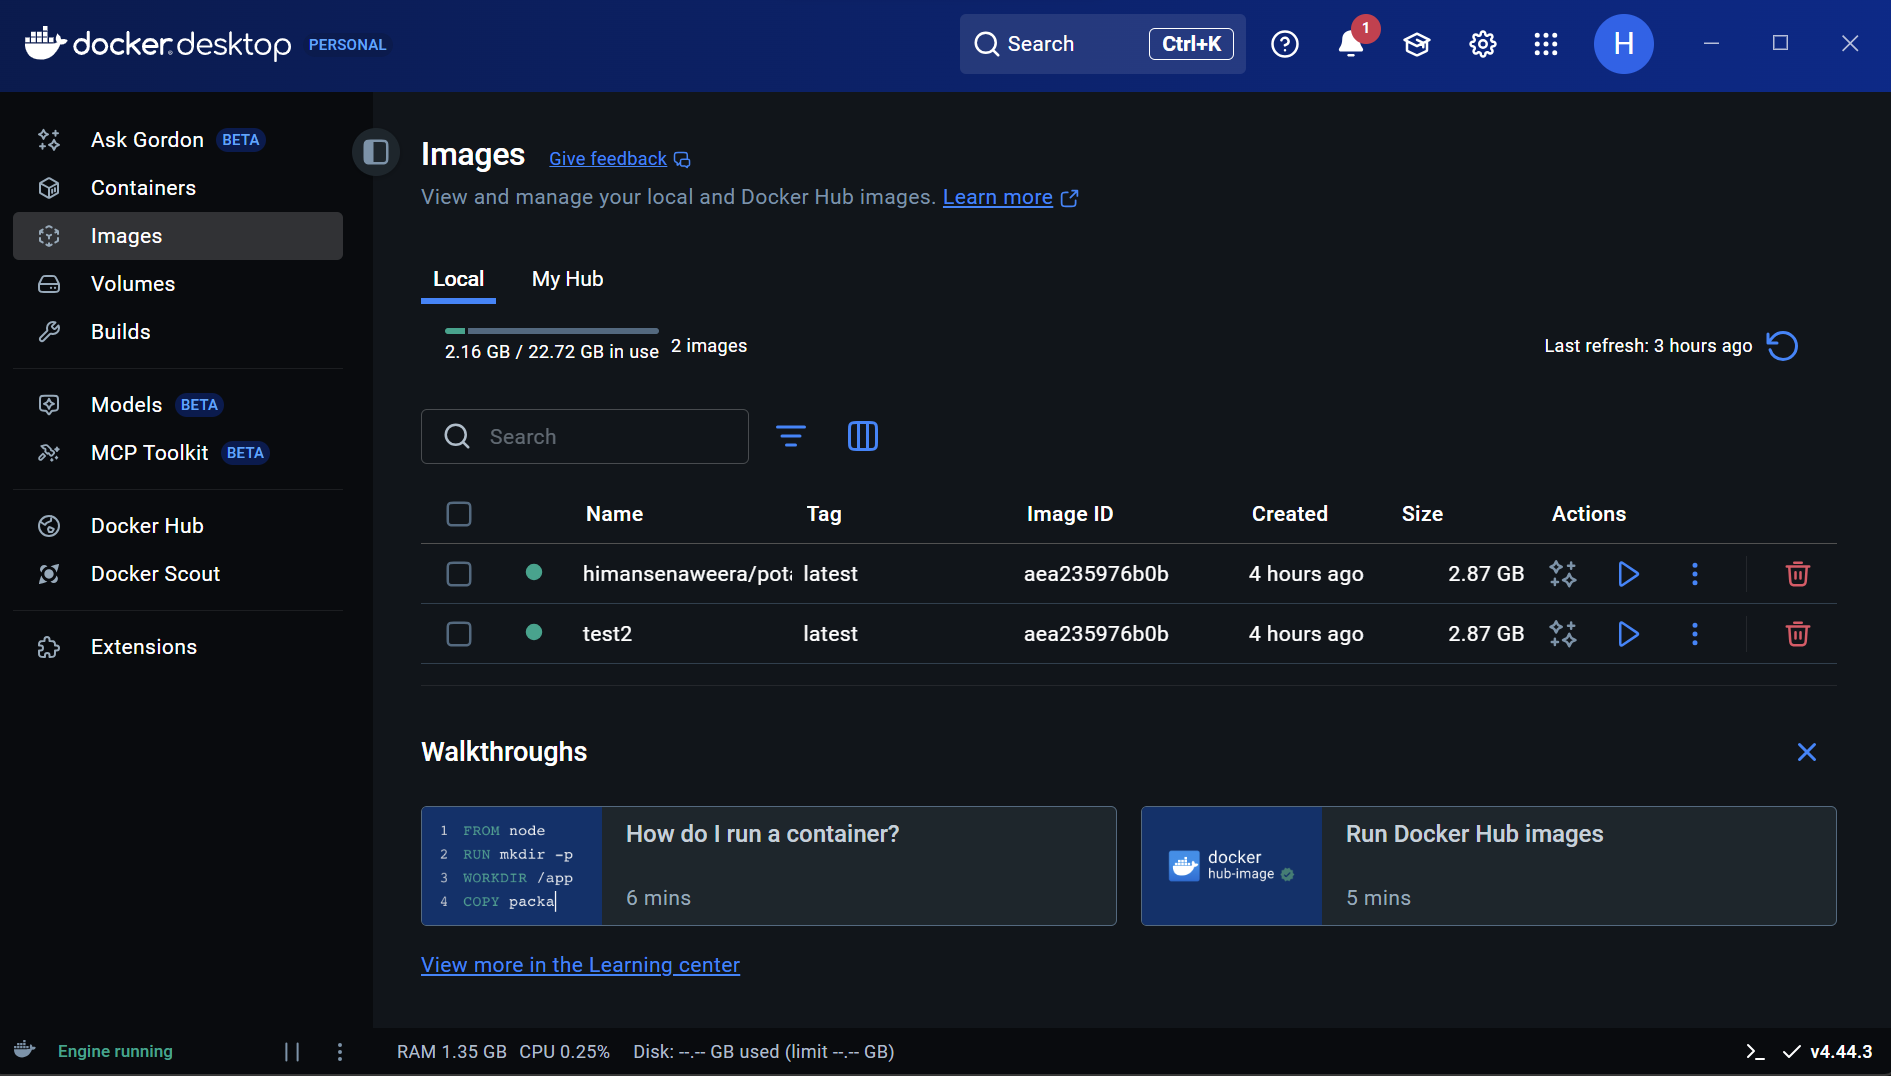 docker.desktop PERSONAL
Search Ctrl+K
1
H
Ask Gordon BETA
Containers
Images
Volumes
Builds
Models BETA
MCP Toolkit BETA
Docker Hub
Docker Scout
Extensions
Images Give feedback
View and manage your local and Docker Hub images. Learn more
Local My Hub
2.16 GB / 22.72 GB in use 2 images
Last refresh: 3 hours ago
Search
Name Tag Image ID Created Size Actions
himansenaweera/pota latest aea235976b0b 4 hours ago 2.87 GB
test2 latest aea235976b0b 4 hours ago 2.87 GB
Walkthroughs
1 FROM node
2 RUN mkdir -p
3 WORKDIR /app
4 COPY packa
How do I run a container?
6 mins
docker
hub-image
Run Docker Hub images
5 mins
View more in the Learning center
Engine running
RAM 1.35 GB CPU 0.25% Disk: --.-- GB used (limit --.-- GB)
v4.44.3